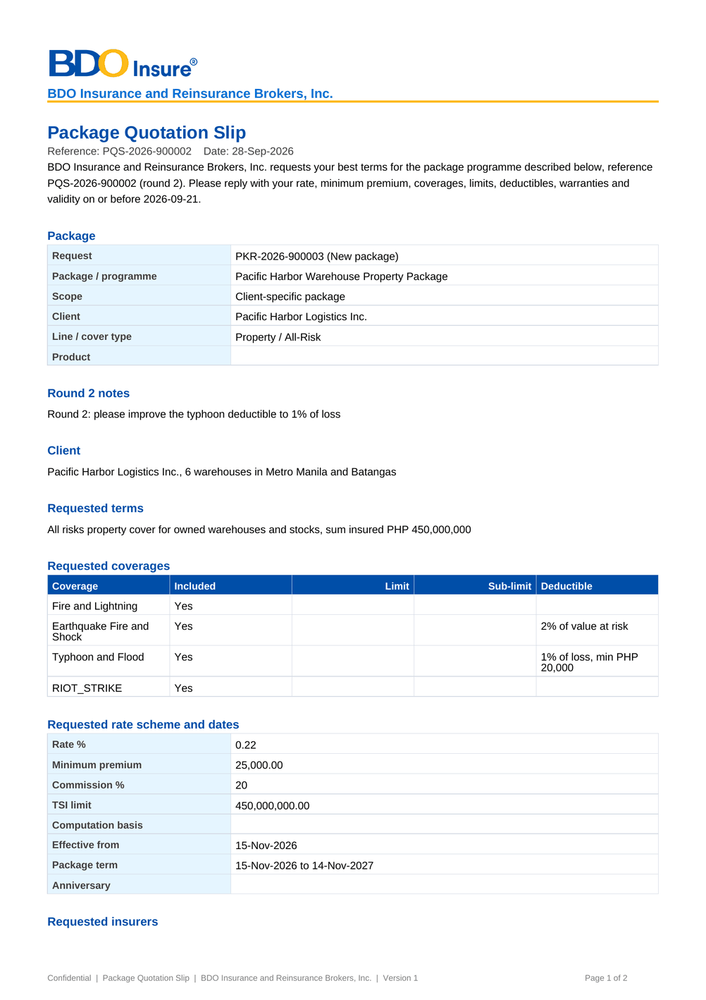 BDO Insure®
BDO Insurance and Reinsurance Brokers, Inc.
Package Quotation Slip
Reference: PQS-2026-900002    Date: 28-Sep-2026
BDO Insurance and Reinsurance Brokers, Inc. requests your best terms for the package programme described below, reference
PQS-2026-900002 (round 2). Please reply with your rate, minimum premium, coverages, limits, deductibles, warranties and
validity on or before 2026-09-21.
Package
Request PKR-2026-900003 (New package)
Package / programme Pacific Harbor Warehouse Property Package
Scope Client-specific package
Client Pacific Harbor Logistics Inc.
Line / cover type Property / All-Risk
Product
Round 2 notes
Round 2: please improve the typhoon deductible to 1% of loss
Client
Pacific Harbor Logistics Inc., 6 warehouses in Metro Manila and Batangas
Requested terms
All risks property cover for owned warehouses and stocks, sum insured PHP 450,000,000
Requested coverages
Coverage Included Limit Sub-limit Deductible
Fire and Lightning Yes
Earthquake Fire and Yes 2% of value at risk
Shock
Typhoon and Flood Yes 1% of loss, min PHP
20,000
RIOT_STRIKE Yes
Requested rate scheme and dates
Rate % 0.22
Minimum premium 25,000.00
Commission % 20
TSI limit 450,000,000.00
Computation basis
Effective from 15-Nov-2026
Package term 15-Nov-2026 to 14-Nov-2027
Anniversary
Requested insurers
Confidential | Package Quotation Slip | BDO Insurance and Reinsurance Brokers, Inc. | Version 1 Page 1 of 2